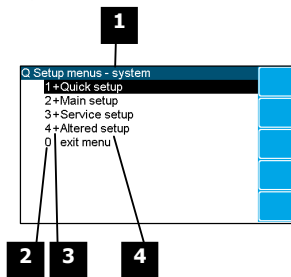 1
Q Setup menus - system
1+Quick setup
2+Main setup
3+Service setup
4+Altered setup
0 exit menu
2 3 4